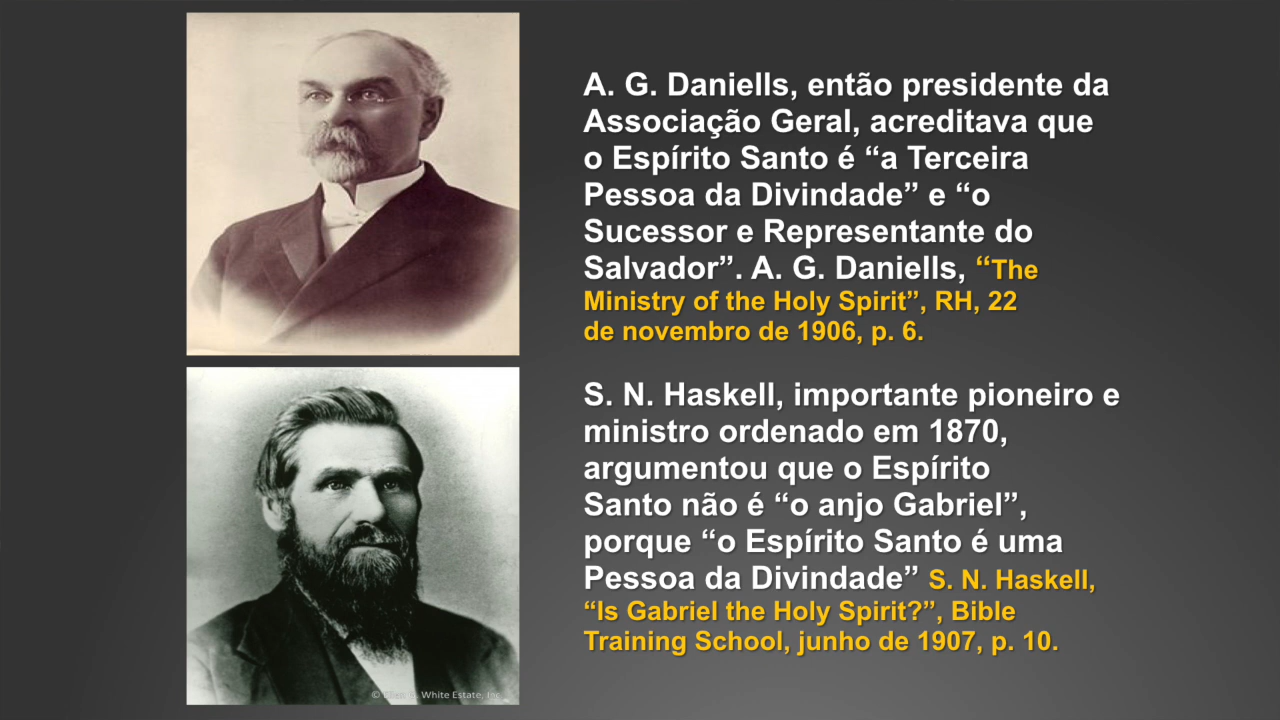 A. G. Daniells, então presidente da
Associação Geral, acreditava que
o Espírito Santo é “a Terceira
Pessoa da Divindade” e “o
Sucessor e Representante do
Salvador”. A. G. Daniells, “The
Ministry of the Holy Spirit”, RH, 22
de novembro de 1906, p. 6.
S. N. Haskell, importante pioneiro e
ministro ordenado em 1870,
argumentou que o Espírito
Santo não é “o anjo Gabriel”,
porque “o Espírito Santo é uma
Pessoa da Divindade” S. N. Haskell,
“Is Gabriel the Holy Spirit?”, Bible
Training School, junho de 1907, p. 10.
© White Estate, Inc.